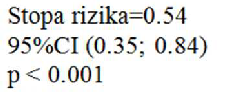 Stopa rizika=0.54
95%CI (0.35; 0.84)
p < 0.001